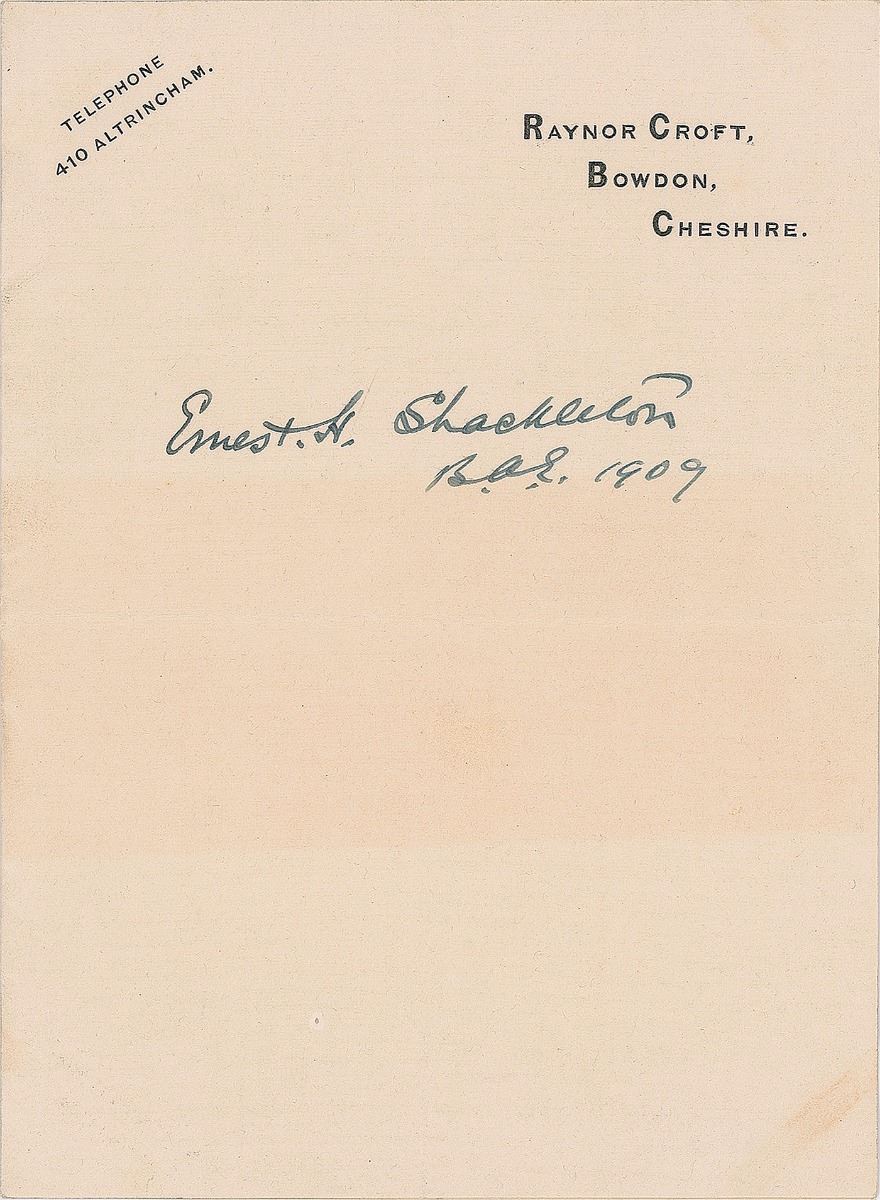 TELEPHONE
410 ALTRINCHAM.
RAYNOR CROFT,
BOWDON,
CHESHIRE.
Ernest. H. Shackleton
B.A.E. 1909